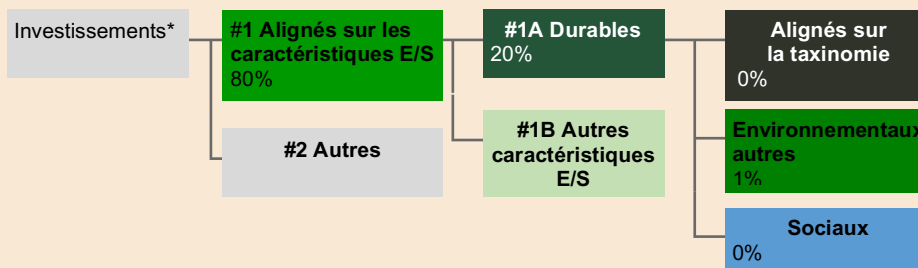 Investissements*
#1 Alignés sur les
caractéristiques E/S
80%
#2 Autres
#1A Durables
20%
#1B Autres
caractéristiques
E/S
Alignés sur
la taxinomie
0%
Environnementaux
autres
1%
Sociaux
0%